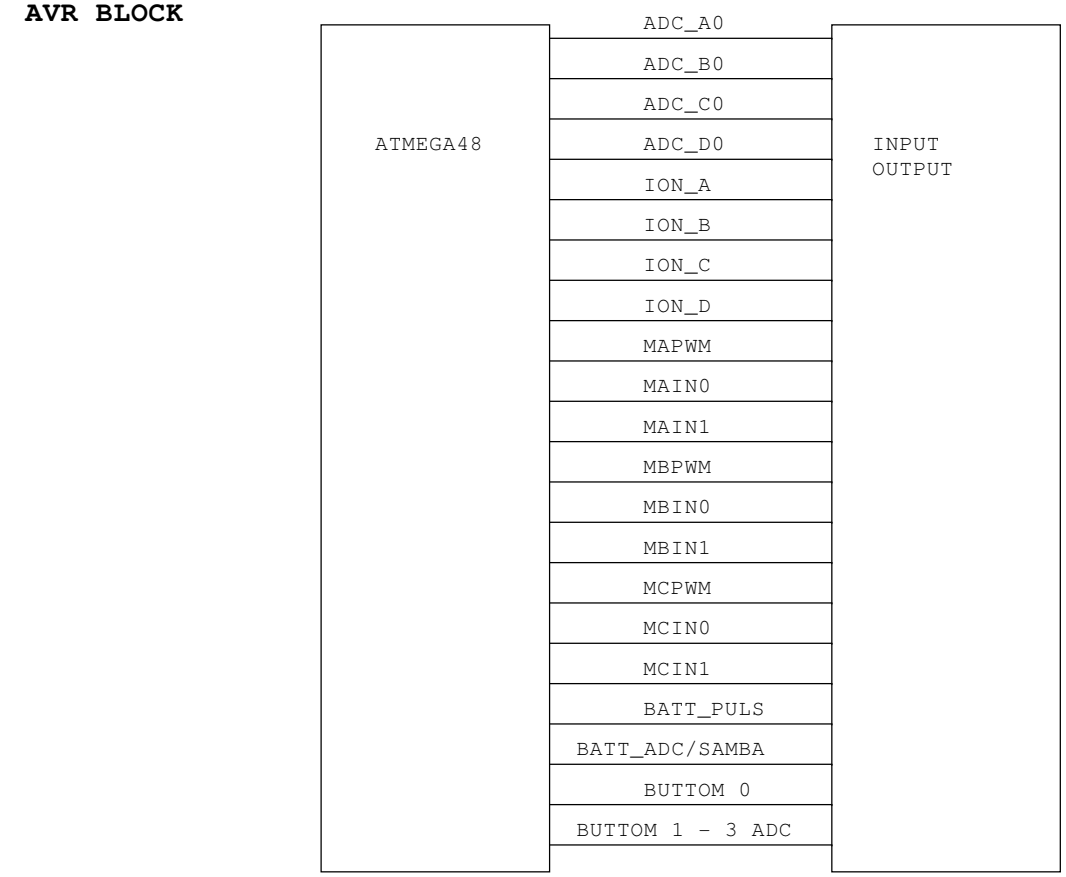 AVR BLOCK
ADC_A0
ADC_B0
ADC_C0
ATMEGA48
ADC_D0
INPUT
OUTPUT
ION_A
ION_B
ION_C
ION_D
MAPWM
MAIN0
MAIN1
MBPWM
MBIN0
MBIN1
MCPWM
MCIN0
MCIN1
BATT_PULS
BATT_ADC/SAMBA
BUTTOM 0
BUTTOM 1 - 3 ADC